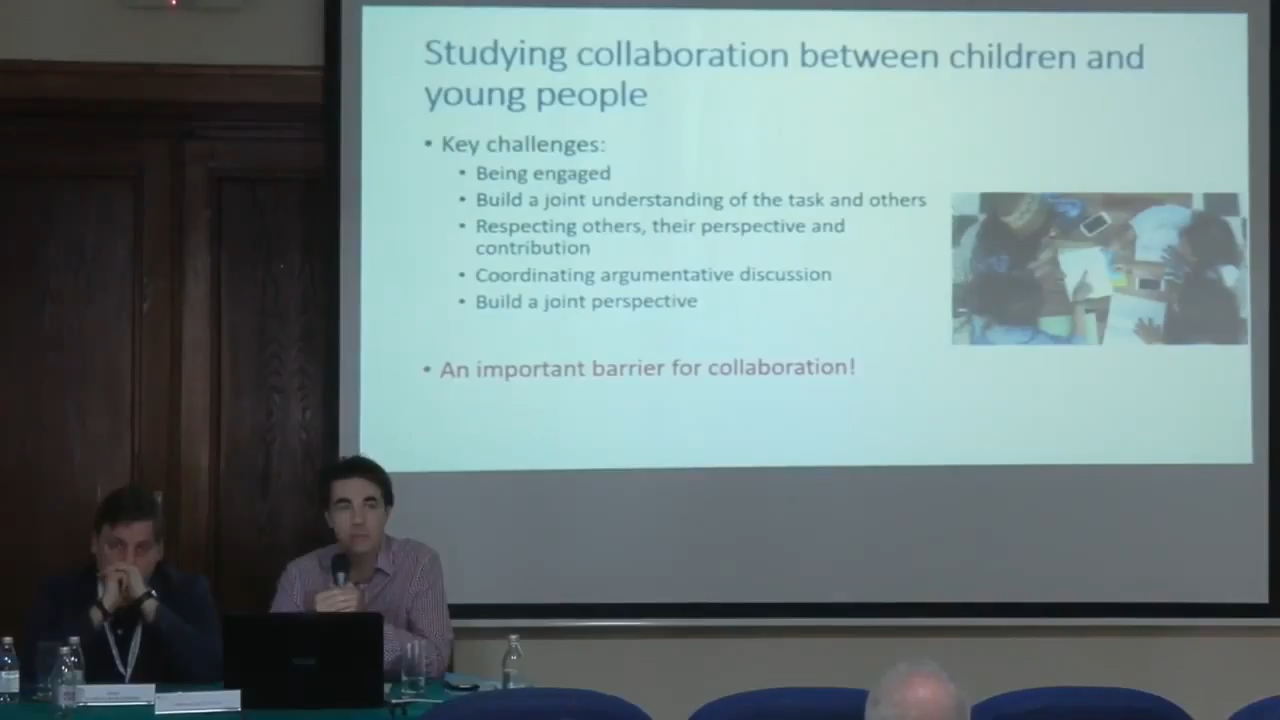 Studying collaboration between children and
young people
• Key challenges:
• Being engaged
• Build a joint understanding of the task and others
• Respecting others, their perspective and
contribution
• Coordinating argumentative discussion
• Build a joint perspective
• An important barrier for collaboration!